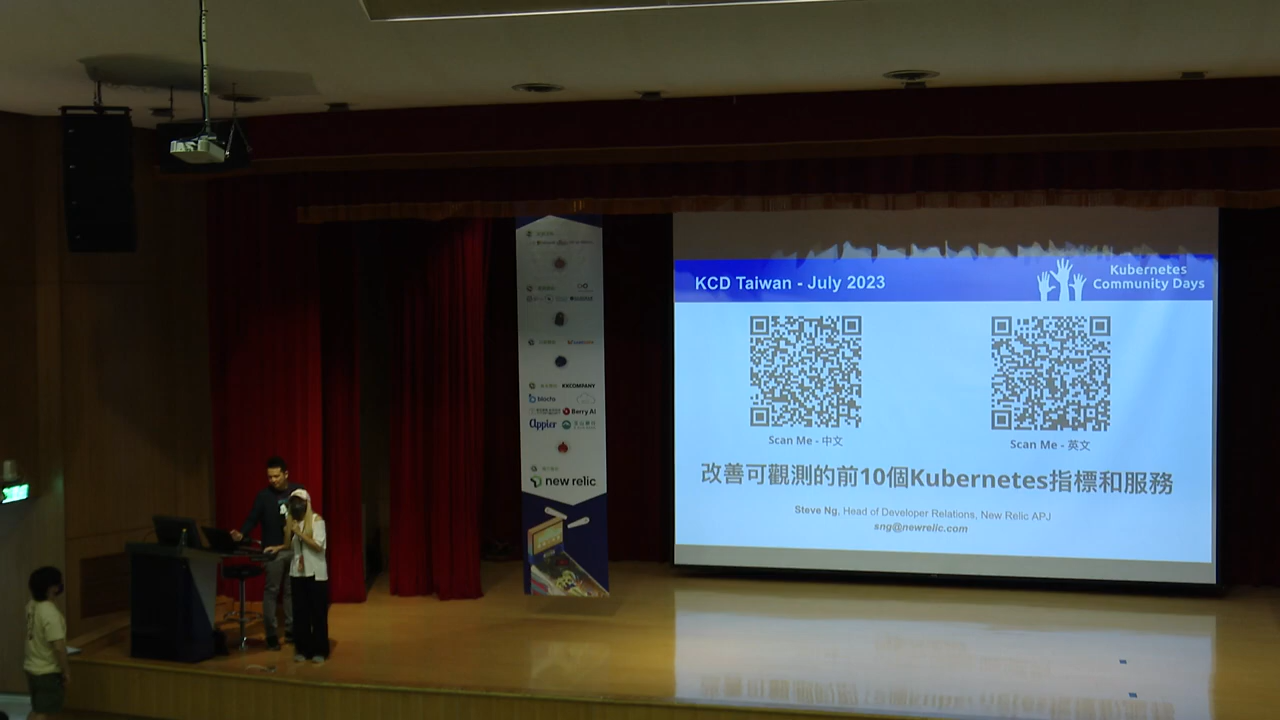 KCD Taiwan - July 2023
Kubernetes
Community Days
Scan Me - 中文
Scan Me - 英文
改善可觀測的前10個Kubernetes指標和服務
Steve Ng, Head of Developer Relations, New Relic APJ
sng@newrelic.com
KKCOMPANY
Berry AI
Appier
new relic